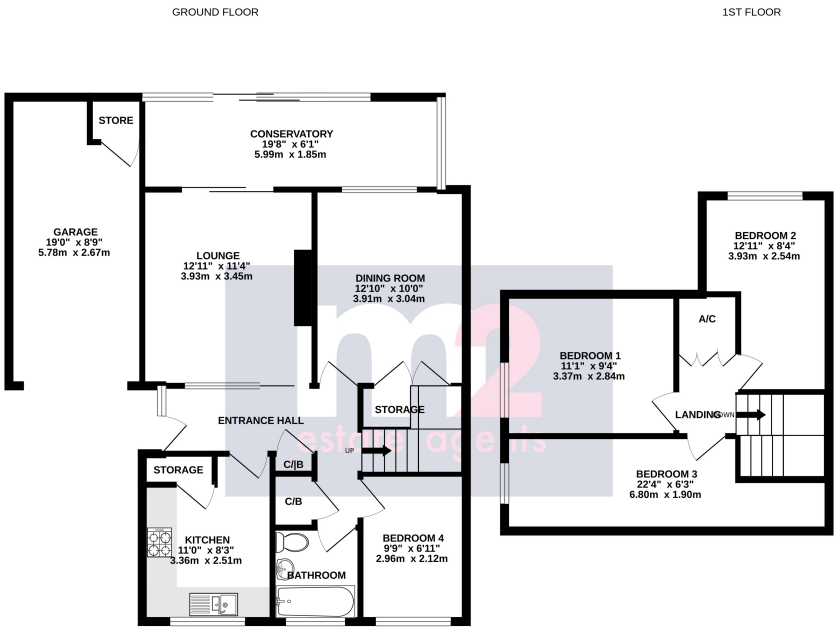 GROUND FLOOR
1ST FLOOR
STORE
CONSERVATORY
19'8" x 6'1"
5.99m x 1.85m
GARAGE
19'0" x 8'9"
5.78m x 2.67m
LOUNGE
12'11" x 11'4"
3.93m x 3.45m
DINING ROOM
12'10" x 10'0"
3.91m x 3.04m
BEDROOM 2
12'11" x 8'4"
3.93m x 2.54m
A/C
BEDROOM 1
11'1" x 9'4"
3.37m x 2.84m
m2
estate agents
STORAGE
ENTRANCE HALL
LANDING
DOWN
UP
C/B
STORAGE
C/B
BEDROOM 3
22'4" x 6'3"
6.80m x 1.90m
KITCHEN
11'0" x 8'3"
3.36m x 2.51m
BEDROOM 4
9'9" x 6'11"
2.96m x 2.12m
BATHROOM